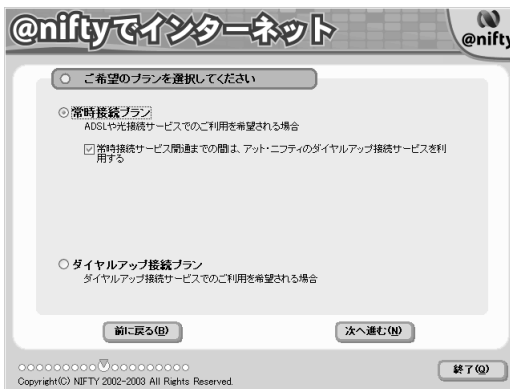 @niftyでインターネット
@nifty
ご希望のプランを選択してください
常時接続プラン
ADSLや光接続サービスでのご利用を希望される場合
常時接続サービス開通までの間は、アット・ニフティのダイヤルアップ接続サービスを利
用する
ダイヤルアップ接続プラン
ダイヤルアップ接続サービスでのご利用を希望される場合
前に戻る(B)
次へ進む(N)
終了(Q)
Copyright(C) NIFTY 2002-2003 All Rights Reserved.